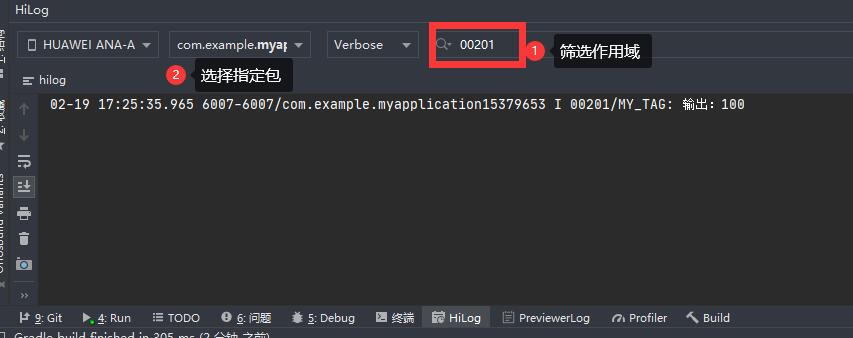 HiLog
HUAWEI ANA-A com.example.myap Verbose 00201 1 筛选作用域
2 选择指定包
hilog
02-19 17:25:35.965 6007-6007/com.example.myapplication15379653 I 00201/MY_TAG: 输出：100
9: Git 4: Run TODO 6: 问题 5: Debug 终端 HiLog PreviewerLog Profiler Build
Gradle build finished in 305 ms (2 分钟 之前)